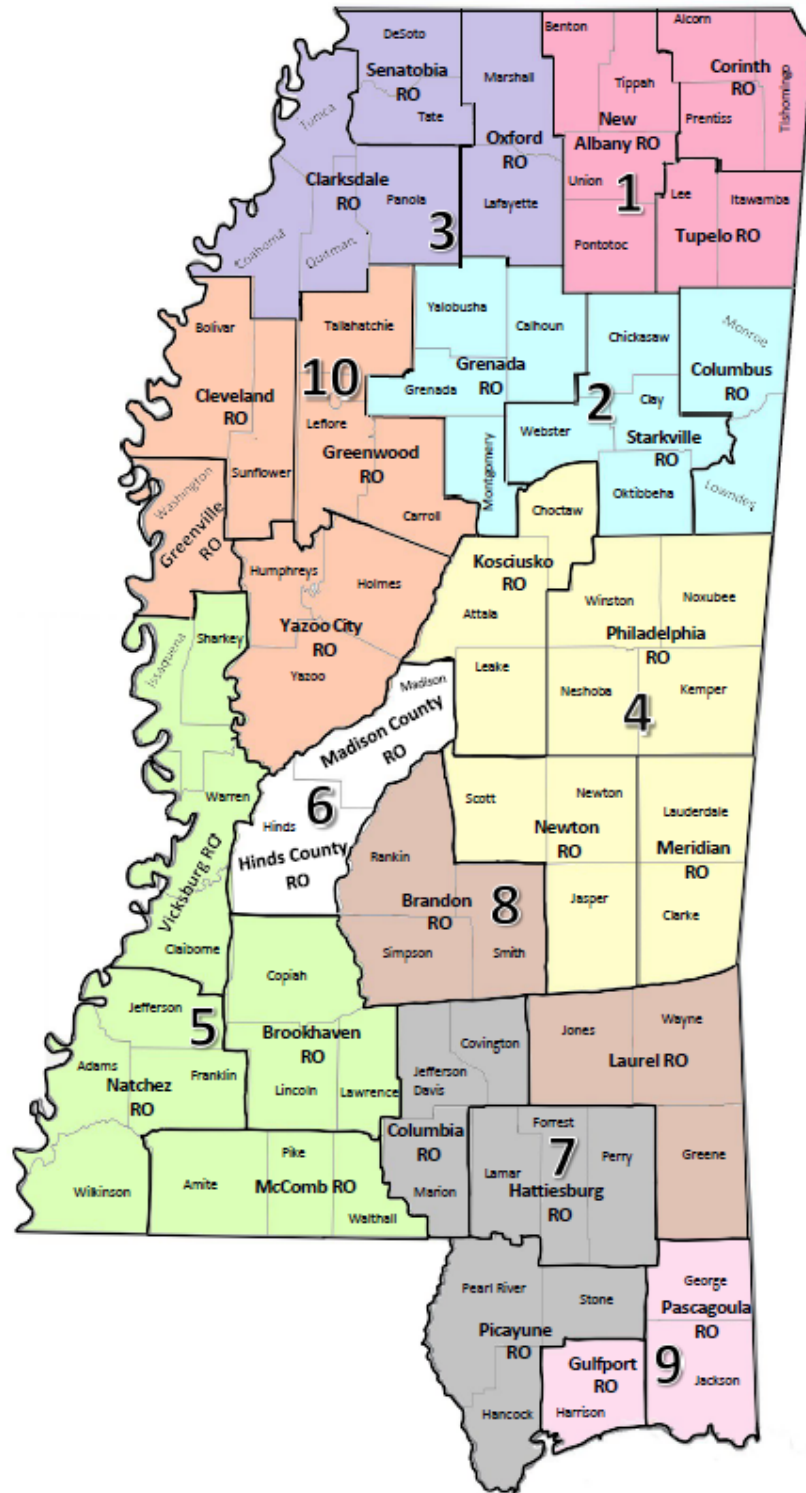 DeSoto
Senatobia
RO
Tate
Tunica
Marshall
Oxford
RO
Lafayette
Clarksdale
RO
Panola
Coahoma
Quitman
3
Benton
Tippah
New
Albany RO
Union
Pontotoc
1
Alcorn
Corinth
RO
Tishomingo
Prentiss
Lee
Itawamba
Tupelo RO
Bolivar
Cleveland
RO
Sunflower
Tallahatchie
10
Leflore
Greenwood
RO
Carroll
Washington
Greenville
RO
Humphreys
Holmes
Yazoo City
RO
Yazoo
Yalobusha
Calhoun
Grenada
Grenada
RO
Montgomery
Chickasaw
2
Clay
Webster
Starkville
RO
Oktibbeha
Monroe
Columbus
RO
Lowndes
Choctaw
Kosciusko
RO
Attala
Leake
Winston
Noxubee
Philadelphia
RO
Neshoba
Kemper
4
Scott
Newton
Newton
RO
Jasper
Lauderdale
Meridian
RO
Clarke
Madison
Madison County
RO
6
Hinds
Hinds County
RO
Issaquena
Sharkey
Warren
Vicksburg RO
Claiborne
Rankin
Brandon
RO
8
Simpson
Smith
Jefferson
5
Adams
Franklin
Natchez
RO
Wilkinson
Copiah
Brookhaven
RO
Lincoln
Lawrence
Pike
Amite
McComb RO
Walthall
Covington
Jefferson
Davis
Columbia
RO
Marion
Jones
Wayne
Laurel RO
Greene
Forrest
7
Perry
Lamar
Hattiesburg
RO
Pearl River
Stone
Picayune
RO
Hancock
George
Pascagoula
RO
9
Jackson
Gulfport
RO
Harrison